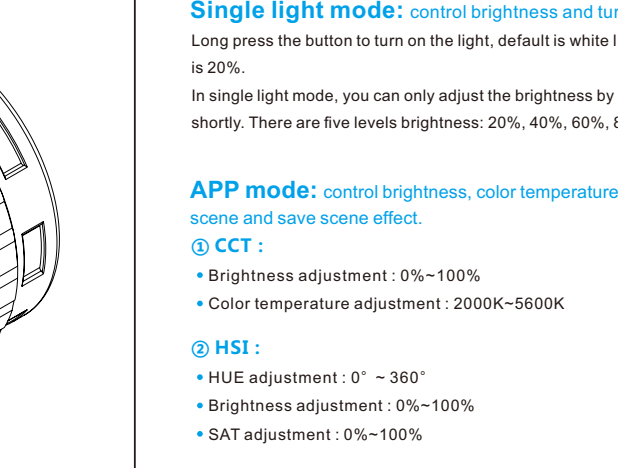 Single light mode: control brightness and
Long press the button to turn on the light, default is white
is 20%.
In single light mode, you can only adjust the brightness by
shortly. There are five levels brightness: 20%, 40%, 60%,
APP mode: control brightness, color temperature
scene and save scene effect.
① CCT :
• Brightness adjustment : 0%~100%
• Color temperature adjustment : 2000K~5600K
② HSI :
• HUE adjustment : 0° ~ 360°
• Brightness adjustment : 0%~100%
• SAT adjustment : 0%~100%